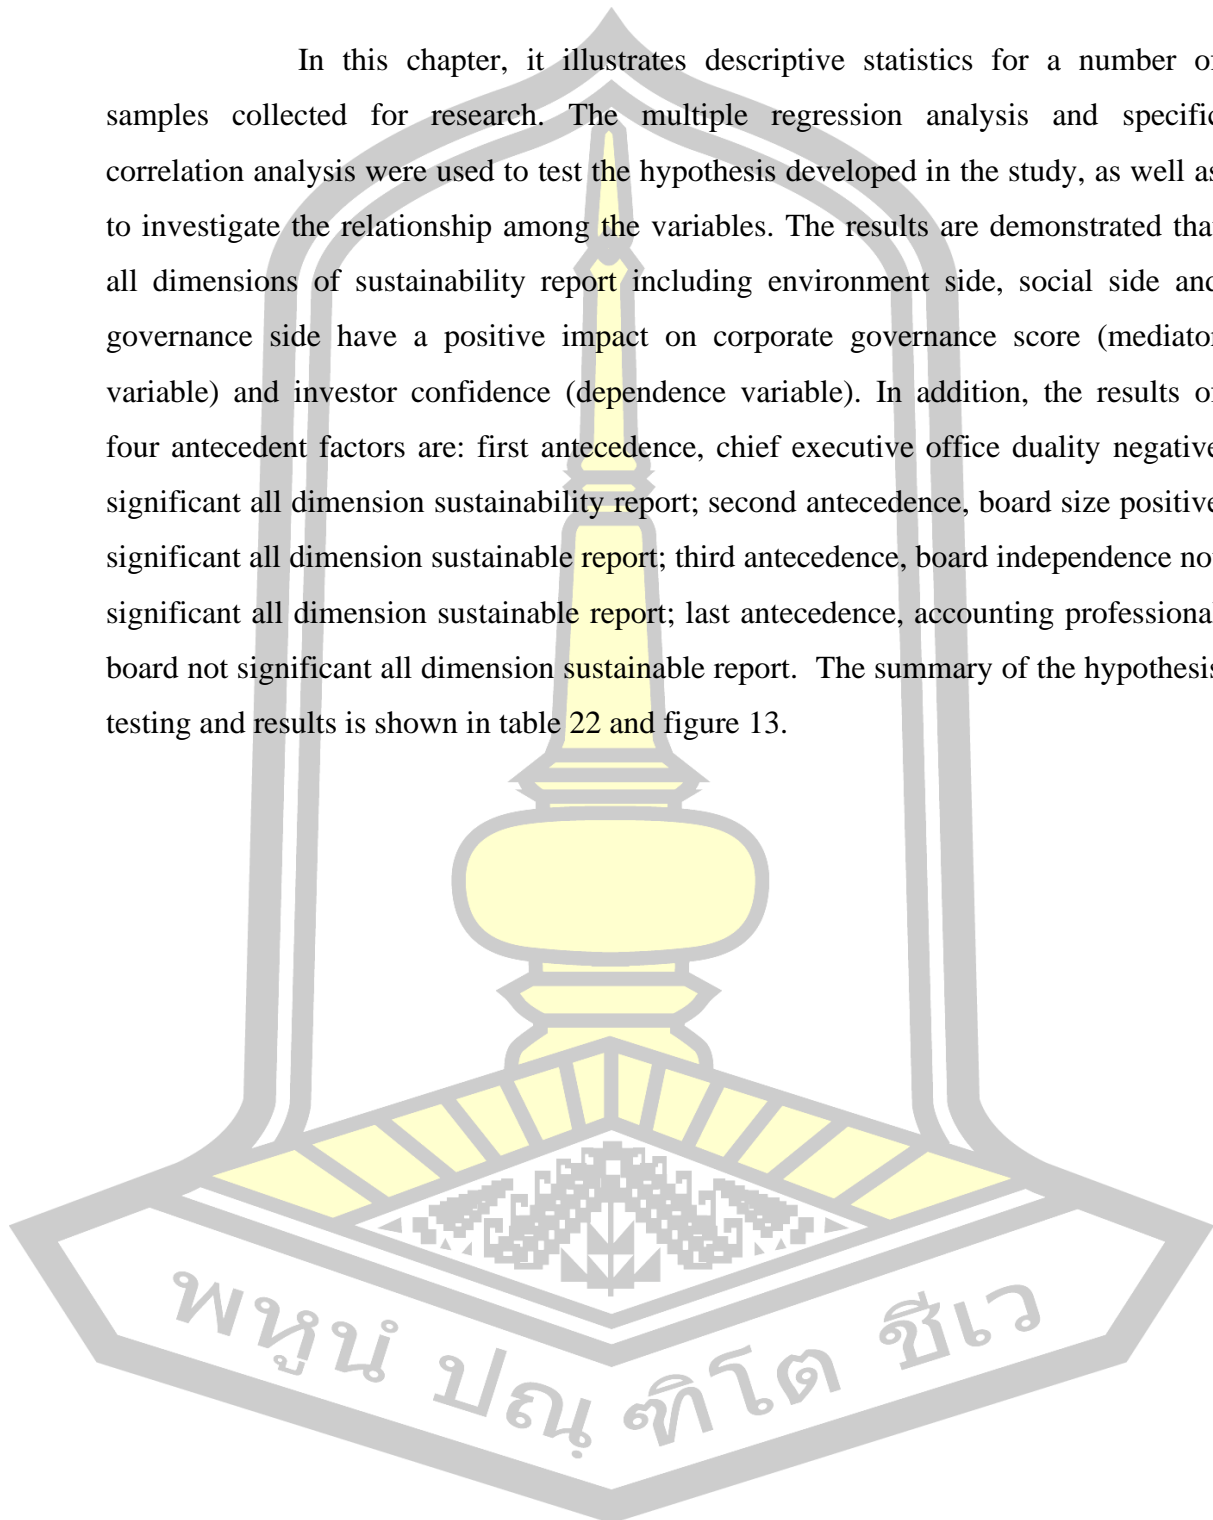 In this chapter, it illustrates descriptive statistics for a number of
samples collected for research. The multiple regression analysis and specific
correlation analysis were used to test the hypothesis developed in the study, as well as
to investigate the relationship among the variables. The results are demonstrated that
all dimensions of sustainability report including environment side, social side and
governance side have a positive impact on corporate governance score (mediator
variable) and investor confidence (dependence variable). In addition, the results of
four antecedent factors are: first antecedence, chief executive office duality negative
significant all dimension sustainability report; second antecedence, board size positive
significant all dimension sustainable report; third antecedence, board independence not
significant all dimension sustainable report; last antecedence, accounting professional
board not significant all dimension sustainable report. The summary of the hypothesis
testing and results is shown in table 22 and figure 13.
พหูนํ ปณฺฑิโต ชีเว